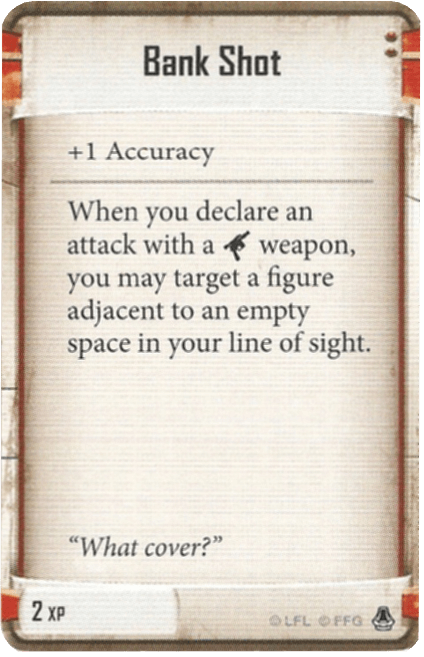 Bank Shot
+1 Accuracy
When you declare an
attack with a weapon,
you may target a figure
adjacent to an empty
space in your line of sight.
“What cover?”
2 XP
© LFL © FFG